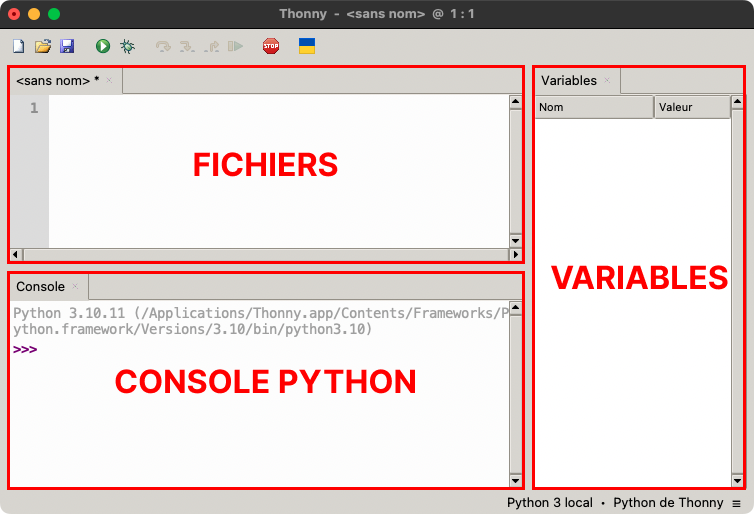 Thonny - <sans nom> @ 1 : 1
STOP
<sans nom> *
1
FICHIERS
Variables
Nom Valeur
VARIABLES
Console
Python 3.10.11 (/Applications/Thonny.app/Contents/Frameworks/P
ython.framework/Versions/3.10/bin/python3.10)
>>>
CONSOLE PYTHON
Python 3 local • Python de Thonny ≡